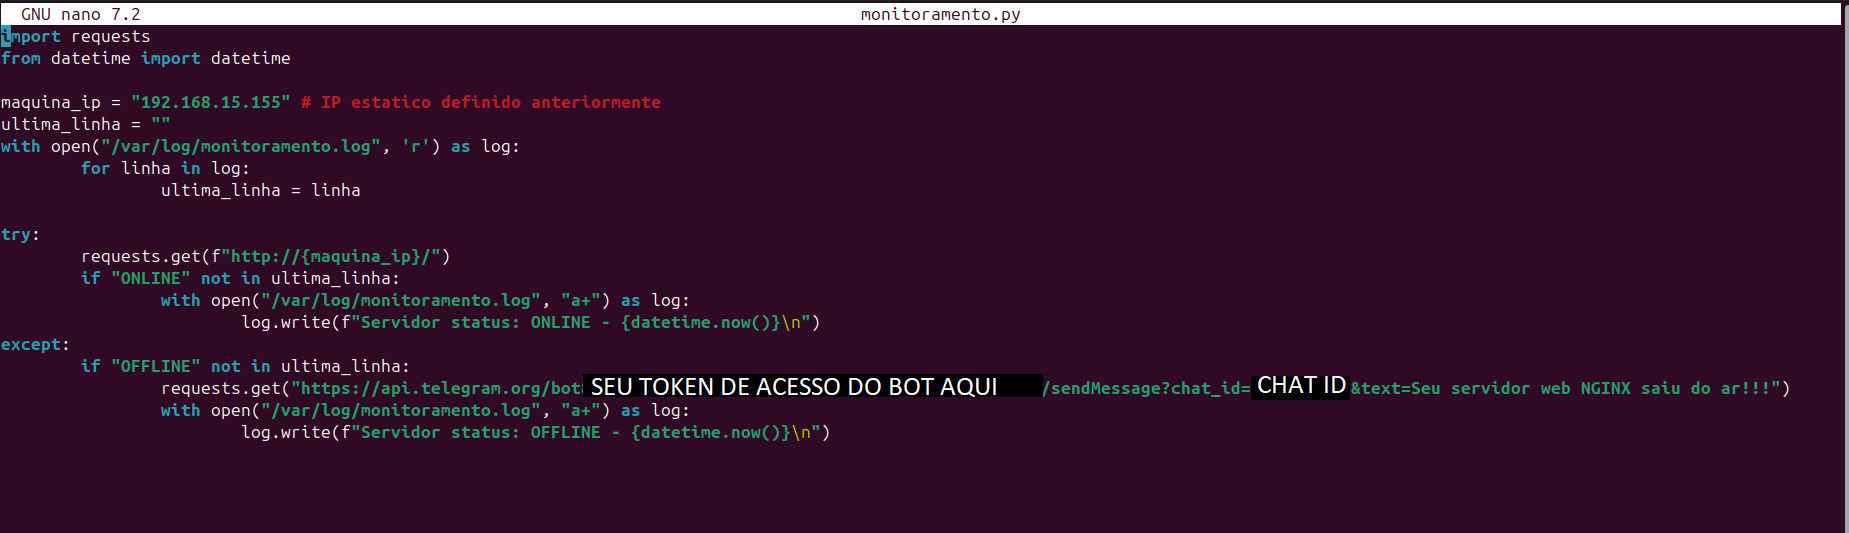 GNU nano 7.2 monitoramento.py
import requests
from datetime import datetime
maquina_ip = "192.168.15.155" # IP estatico definido anteriormente
ultima_linha = ""
with open("/var/log/monitoramento.log", 'r') as log:
for linha in log:
ultima_linha = linha
try:
requests.get(f"http://{maquina_ip}/")
if "ONLINE" not in ultima_linha:
with open("/var/log/monitoramento.log", "a+") as log:
log.write(f"Servidor status: ONLINE - {datetime.now()}\n")
except:
if "OFFLINE" not in ultima_linha:
requests.get("https://api.telegram.org/bot SEU TOKEN DE ACESSO DO BOT AQUI /sendMessage?chat_id= CHAT ID &text=Seu servidor web NGINX saiu do ar!!!")
with open("/var/log/monitoramento.log", "a+") as log:
log.write(f"Servidor status: OFFLINE - {datetime.now()}\n")